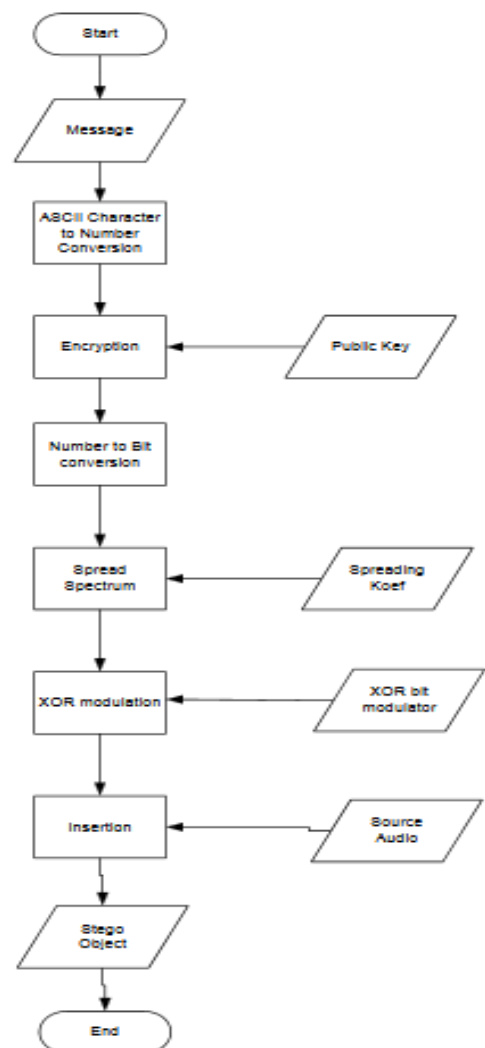 Start
Message
ASCII Character
to Number
Conversion
Encryption
Public Key
Number to Bit
conversion
Spread
Spectrum
Spreading
Koef
XOR modulation
XOR bit
modulator
Insertion
Source
Audio
Stego
Object
End